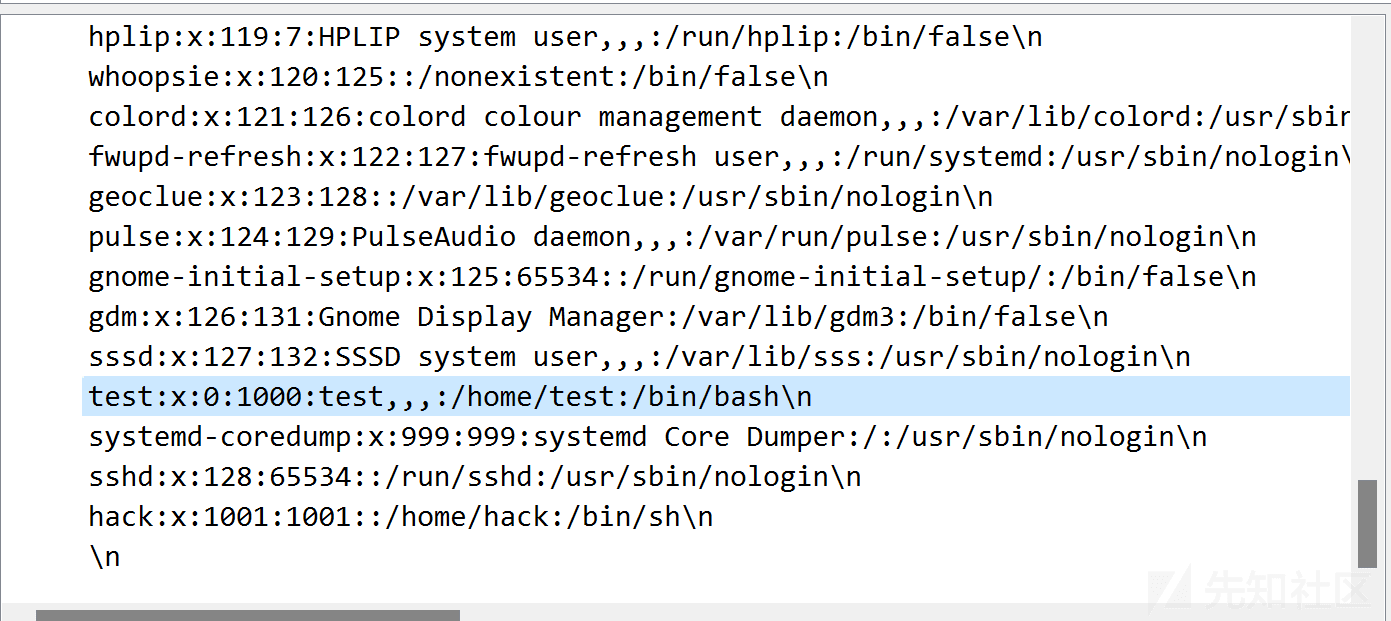 hplip:x:119:7:HPLIP system user,,,:/run/hplip:/bin/false\n
whoopsie:x:120:125::/nonexistent:/bin/false\n
colord:x:121:126:colord colour management daemon,,,:/var/lib/colord:/usr/sbin
fwupd-refresh:x:122:127:fwupd-refresh user,,,:/run/systemd:/usr/sbin/nologin\
geoclue:x:123:128::/var/lib/geoclue:/usr/sbin/nologin\n
pulse:x:124:129:PulseAudio daemon,,,:/var/run/pulse:/usr/sbin/nologin\n
gnome-initial-setup:x:125:65534::/run/gnome-initial-setup/:/bin/false\n
gdm:x:126:131:Gnome Display Manager:/var/lib/gdm3:/bin/false\n
sssd:x:127:132:SSSD system user,,,:/var/lib/sss:/usr/sbin/nologin\n
test:x:0:1000:test,,,:/home/test:/bin/bash\n
systemd-coredump:x:999:999:systemd Core Dumper:/:/usr/sbin/nologin\n
sshd:x:128:65534::/run/sshd:/usr/sbin/nologin\n
hack:x:1001:1001::/home/hack:/bin/sh\n
\n
先知社区